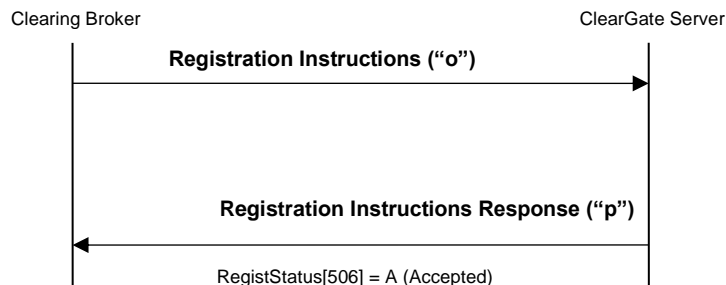 Clearing Broker
ClearGate Server
Registration Instructions (“o”)
Registration Instructions Response (“p”)
RegistStatus[506] = A (Accepted)